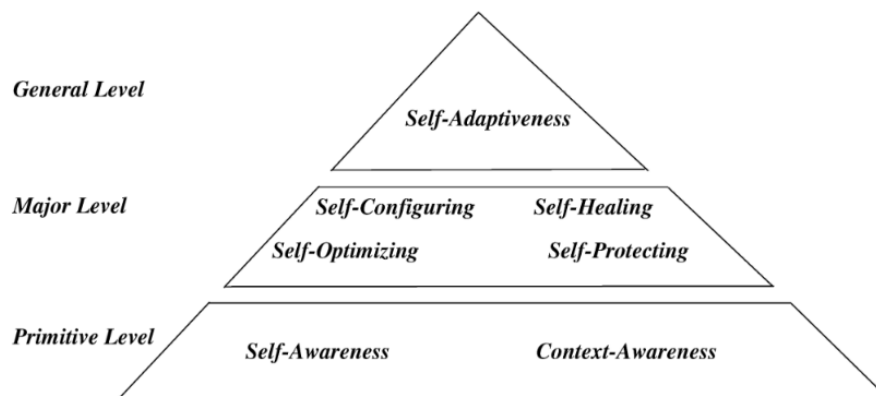 General Level
Self-Adaptiveness
Major Level
Self-Configuring Self-Healing
Self-Optimizing Self-Protecting
Primitive Level
Self-Awareness Context-Awareness